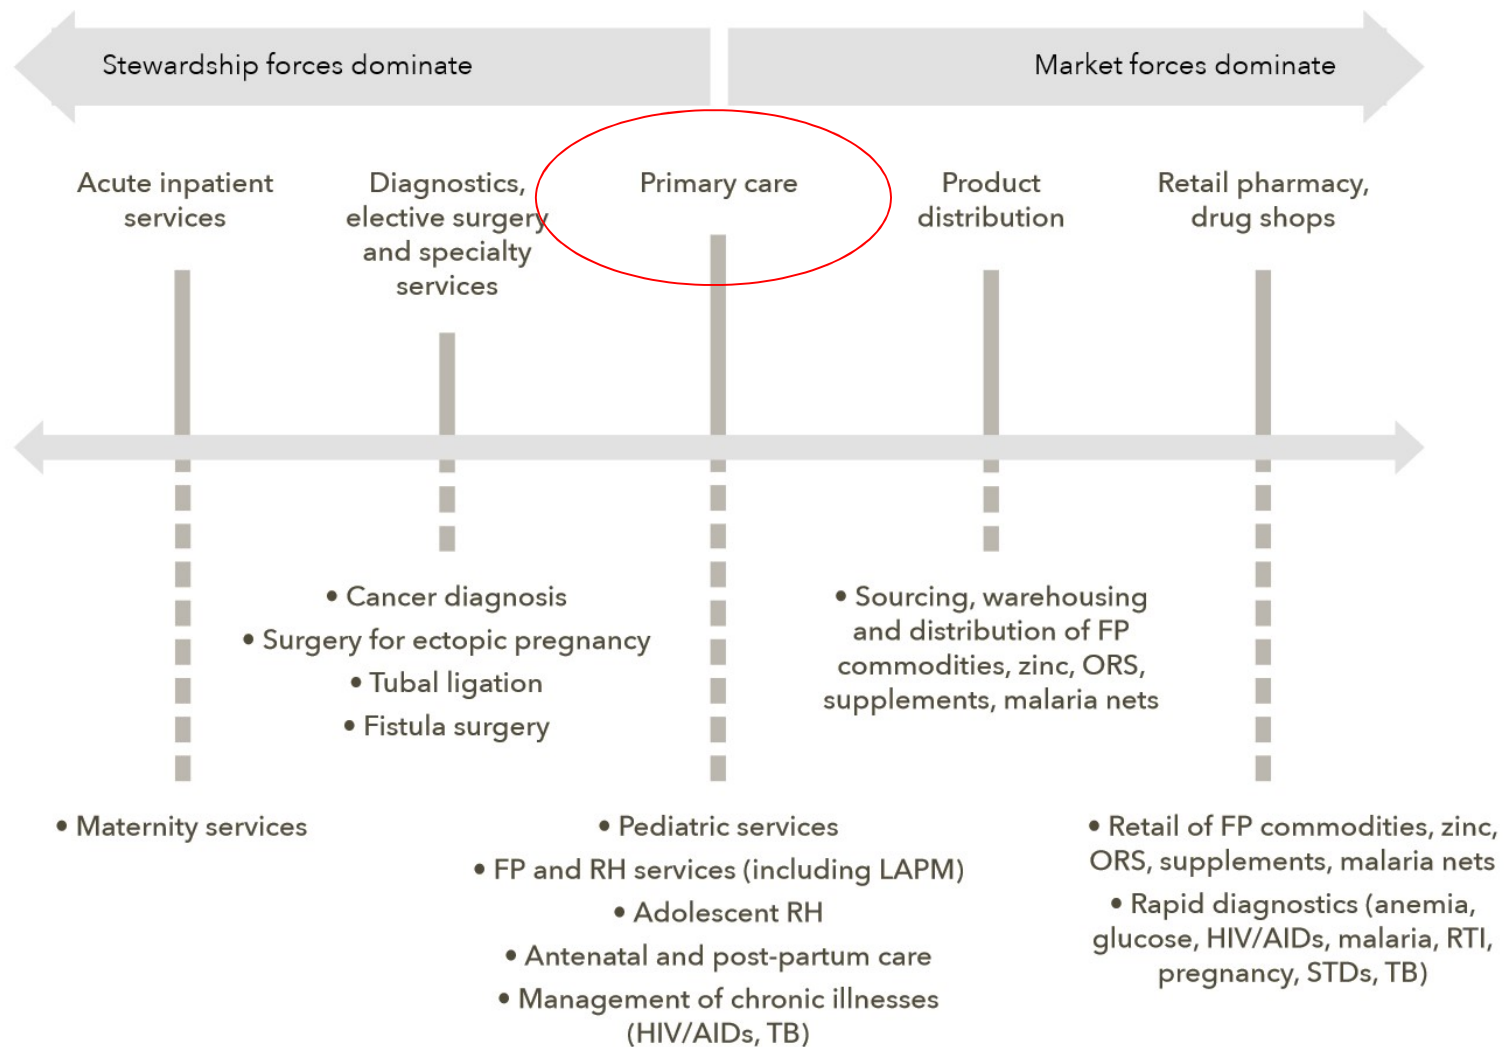 Stewardship forces dominate
Market forces dominate
Acute inpatient
services
Diagnostics,
elective surgery
and specialty
services
Primary care
Product
distribution
Retail pharmacy,
drug shops
• Cancer diagnosis
• Surgery for ectopic pregnancy
• Tubal ligation
• Fistula surgery
• Sourcing, warehousing
and distribution of FP
commodities, zinc, ORS,
supplements, malaria nets
• Maternity services
• Pediatric services
• FP and RH services (including LAPM)
• Adolescent RH
• Antenatal and post-partum care
• Management of chronic illnesses
(HIV/AIDs, TB)
• Retail of FP commodities, zinc,
ORS, supplements, malaria nets
• Rapid diagnostics (anemia,
glucose, HIV/AIDs, malaria, RTI,
pregnancy, STDs, TB)